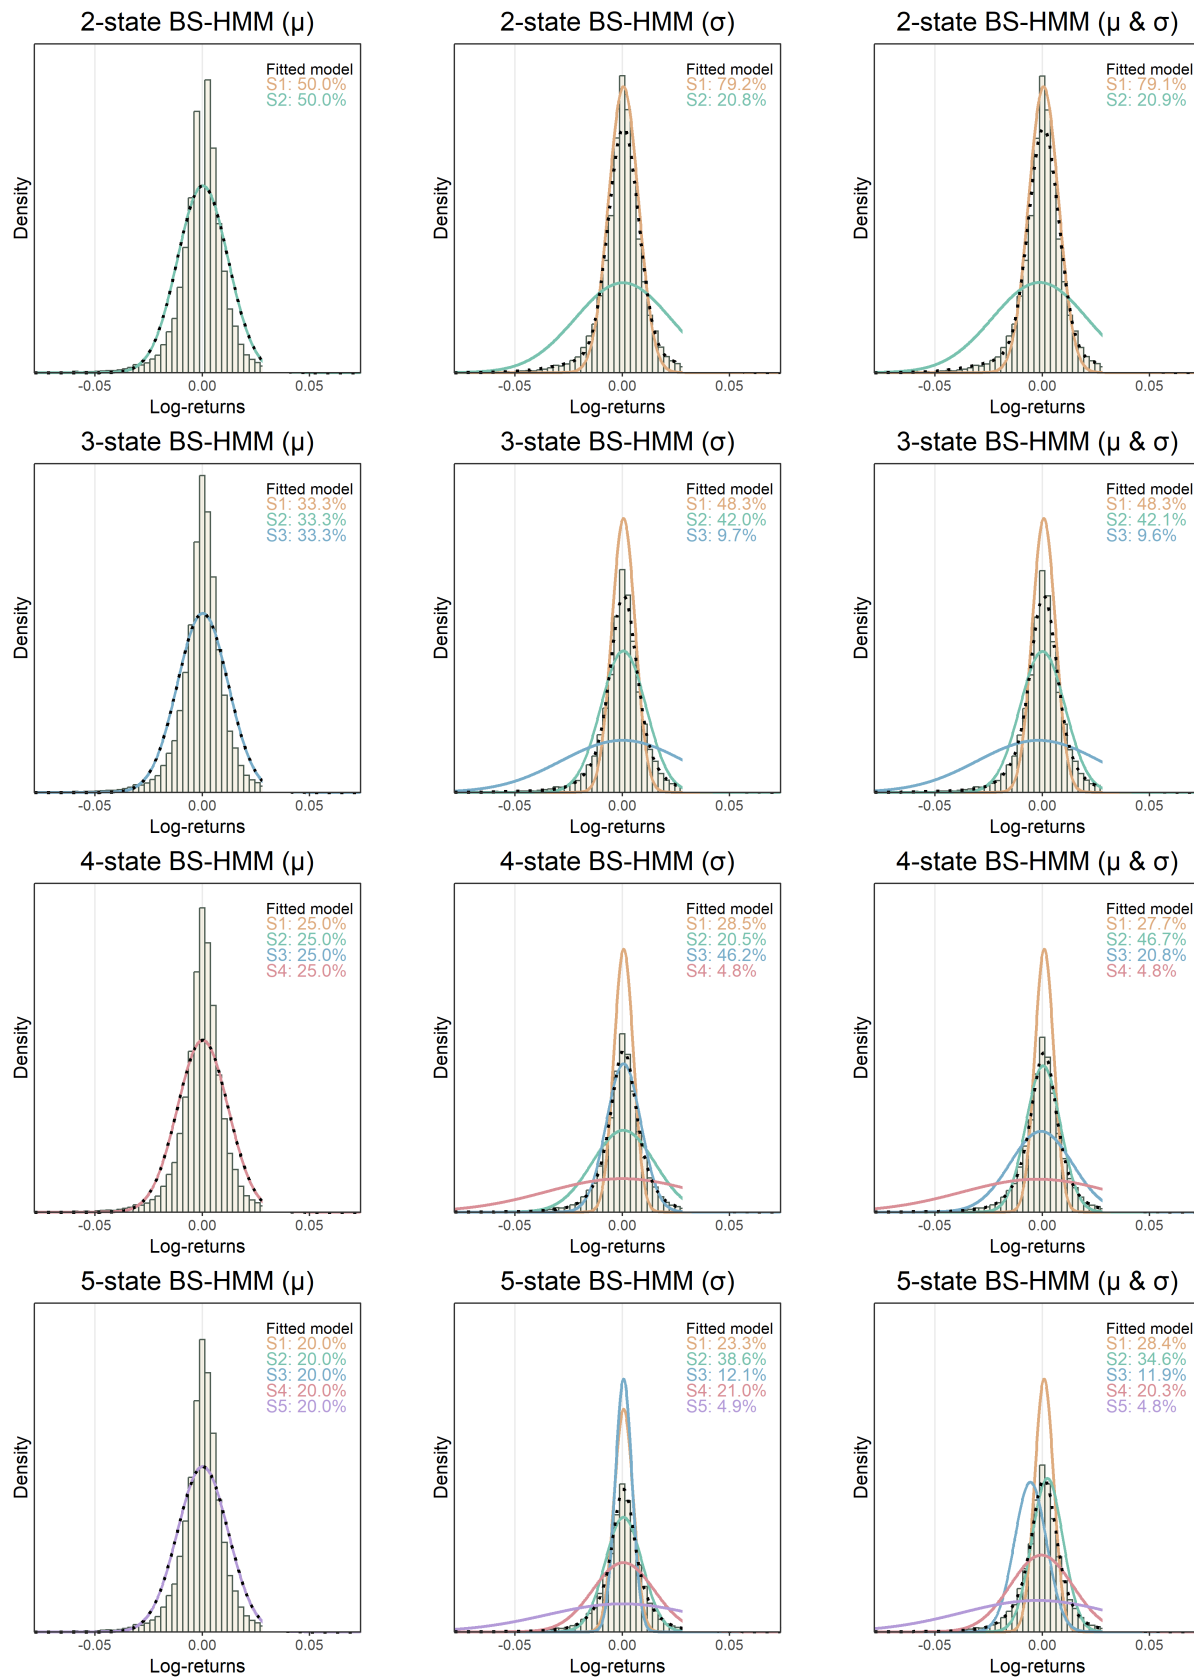 2-state BS-HMM (μ)
Fitted model
S1: 50.0%
S2: 50.0%
Density
-0.05 0.00 0.05
Log-returns
2-state BS-HMM (σ)
Fitted model
S1: 79.2%
S2: 20.8%
Density
-0.05 0.00 0.05
Log-returns
2-state BS-HMM (μ & σ)
Fitted model
S1: 79.1%
S2: 20.9%
Density
-0.05 0.00 0.05
Log-returns
3-state BS-HMM (μ)
Fitted model
S1: 33.3%
S2: 33.3%
S3: 33.3%
Density
-0.05 0.00 0.05
Log-returns
3-state BS-HMM (σ)
Fitted model
S1: 48.3%
S2: 42.0%
S3: 9.7%
Density
-0.05 0.00 0.05
Log-returns
3-state BS-HMM (μ & σ)
Fitted model
S1: 48.3%
S2: 42.1%
S3: 9.6%
Density
-0.05 0.00 0.05
Log-returns
4-state BS-HMM (μ)
Fitted model
S1: 25.0%
S2: 25.0%
S3: 25.0%
S4: 25.0%
Density
-0.05 0.00 0.05
Log-returns
4-state BS-HMM (σ)
Fitted model
S1: 28.5%
S2: 20.5%
S3: 46.2%
S4: 4.8%
Density
-0.05 0.00 0.05
Log-returns
4-state BS-HMM (μ & σ)
Fitted model
S1: 27.7%
S2: 46.7%
S3: 20.8%
S4: 4.8%
Density
-0.05 0.00 0.05
Log-returns
5-state BS-HMM (μ)
Fitted model
S1: 20.0%
S2: 20.0%
S3: 20.0%
S4: 20.0%
S5: 20.0%
Density
-0.05 0.00 0.05
Log-returns
5-state BS-HMM (σ)
Fitted model
S1: 23.3%
S2: 38.6%
S3: 12.1%
S4: 21.0%
S5: 4.9%
Density
-0.05 0.00 0.05
Log-returns
5-state BS-HMM (μ & σ)
Fitted model
S1: 28.4%
S2: 34.6%
S3: 11.9%
S4: 20.3%
S5: 4.8%
Density
-0.05 0.00 0.05
Log-returns